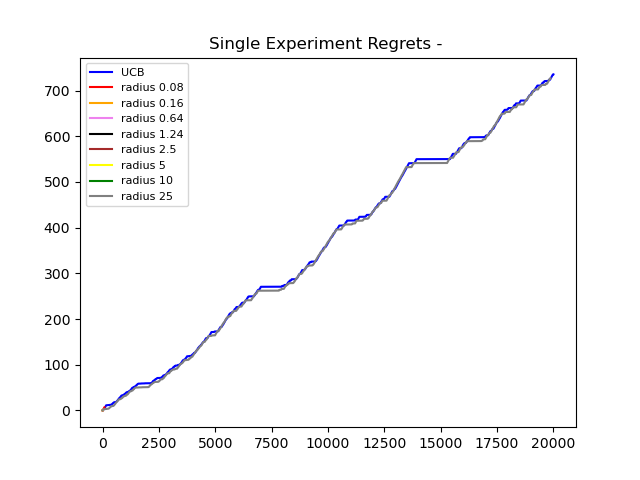 Single Experiment Regrets -
UCB
radius 0.08
radius 0.16
radius 0.64
radius 1.24
radius 2.5
radius 5
radius 10
radius 25
700
600
500
400
300
200
100
0
0 2500 5000 7500 10000 12500 15000 17500 20000